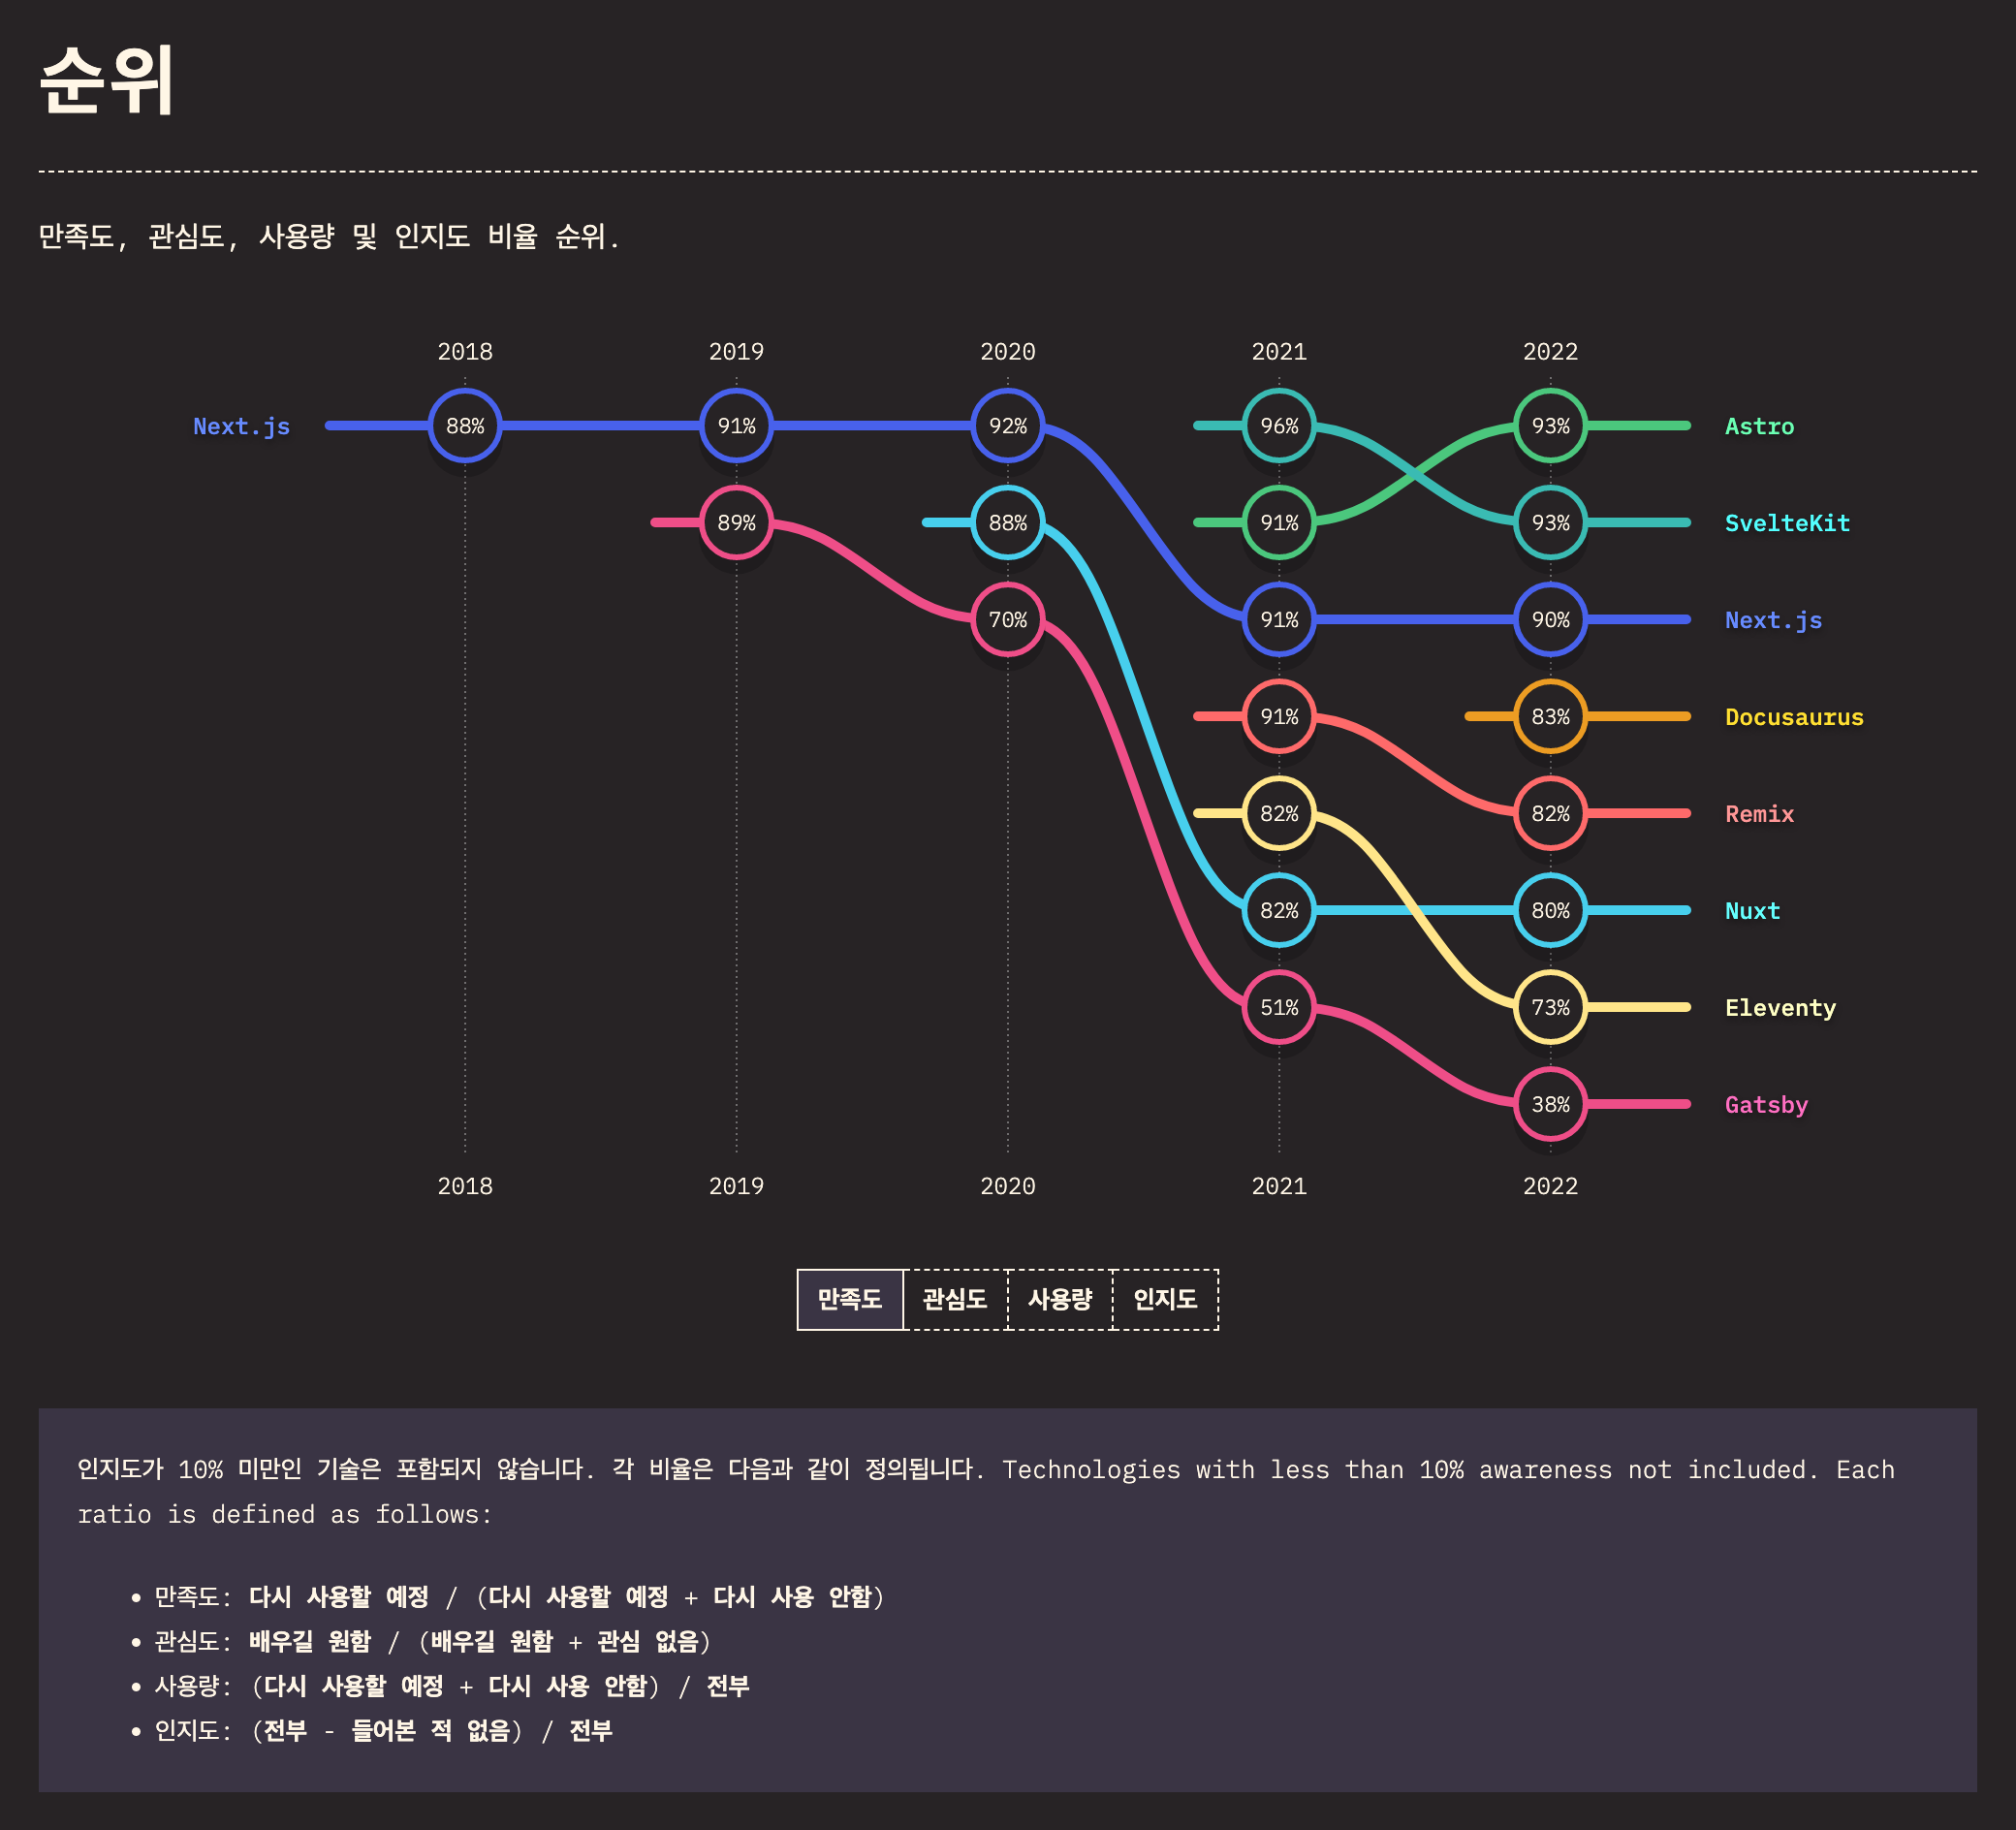 순위
만족도, 관심도, 사용량 및 인지도 비율 순위.
2018 2019 2020 2021 2022
Next.js 88% 91% 92% 96% 93% Astro
89% 88% 91% 93% SvelteKit
70% 91% 90% Next.js
91% 83% Docusaurus
82% 82% Remix
82% 80% Nuxt
51% 73% Eleventy
38% Gatsby
2018 2019 2020 2021 2022
만족도 관심도 사용량 인지도
인지도가 10% 미만인 기술은 포함되지 않습니다. 각 비율은 다음과 같이 정의됩니다. Technologies with less than 10% awareness not included. Each
ratio is defined as follows:
• 만족도: 다시 사용할 예정 / (다시 사용할 예정 + 다시 사용 안함)
• 관심도: 배우길 원함 / (배우길 원함 + 관심 없음)
• 사용량: (다시 사용할 예정 + 다시 사용 안함) / 전부
• 인지도: (전부 - 들어본 적 없음) / 전부